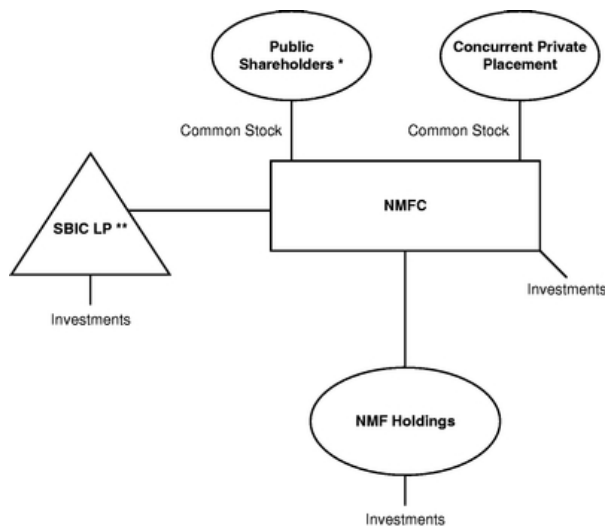 Public
Shareholders *
Concurrent Private
Placement
Common Stock
Common Stock
NMFC
SBIC LP **
Investments
Investments
NMF Holdings
Investments